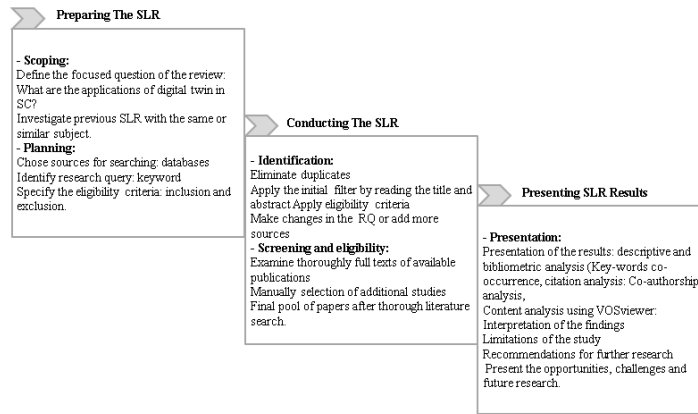 Preparing The SLR
- Scoping:
Define the focused question of the review:
What are the applications of digital twin in
SC?
Investigate previous SLR with the same or
similar subject.
- Planning:
Chose sources for searching: databases
Identify research query: keyword
Specify the eligibility criteria: inclusion and
exclusion.
Conducting The SLR
- Identification:
Eliminate duplicates
Apply the initial filter by reading the title and
abstract Apply eligibility criteria
Make changes in the RQ or add more
sources
- Screening and eligibility:
Examine thoroughly full texts of available
publications
Manually selection of additional studies
Final pool of papers after thorough literature
search.
Presenting SLR Results
- Presentation:
Presentation of the results: descriptive and
bibliometric analysis (Key-words co-
occurrence, citation analysis: Co-authorship
analysis,
Content analysis using VOSviewer:
Interpretation of the findings
Limitations of the study
Recommendations for further research
Present the opportunities, challenges and
future research.